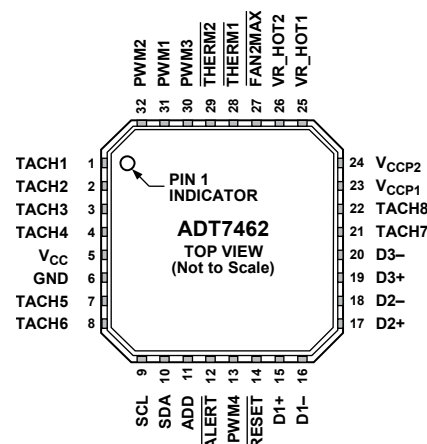 PWM2
PWM1
PWM3
THERM2
THERM1
FAN2MAX
VR_HOT2
VR_HOT1
32
31
30
29
28
27
26
25
TACH1 1
TACH2 2
TACH3 3
TACH4 4
VCC 5
GND 6
TACH5 7
TACH6 8
PIN 1
INDICATOR
ADT7462
TOP VIEW
(Not to Scale)
24 VCCP2
23 VCCP1
22 TACH8
21 TACH7
20 D3–
19 D3+
18 D2–
17 D2+
9
10
11
12
13
14
15
16
SCL
SDA
ADD
ALERT
PWM4
RESET
D1+
D1–